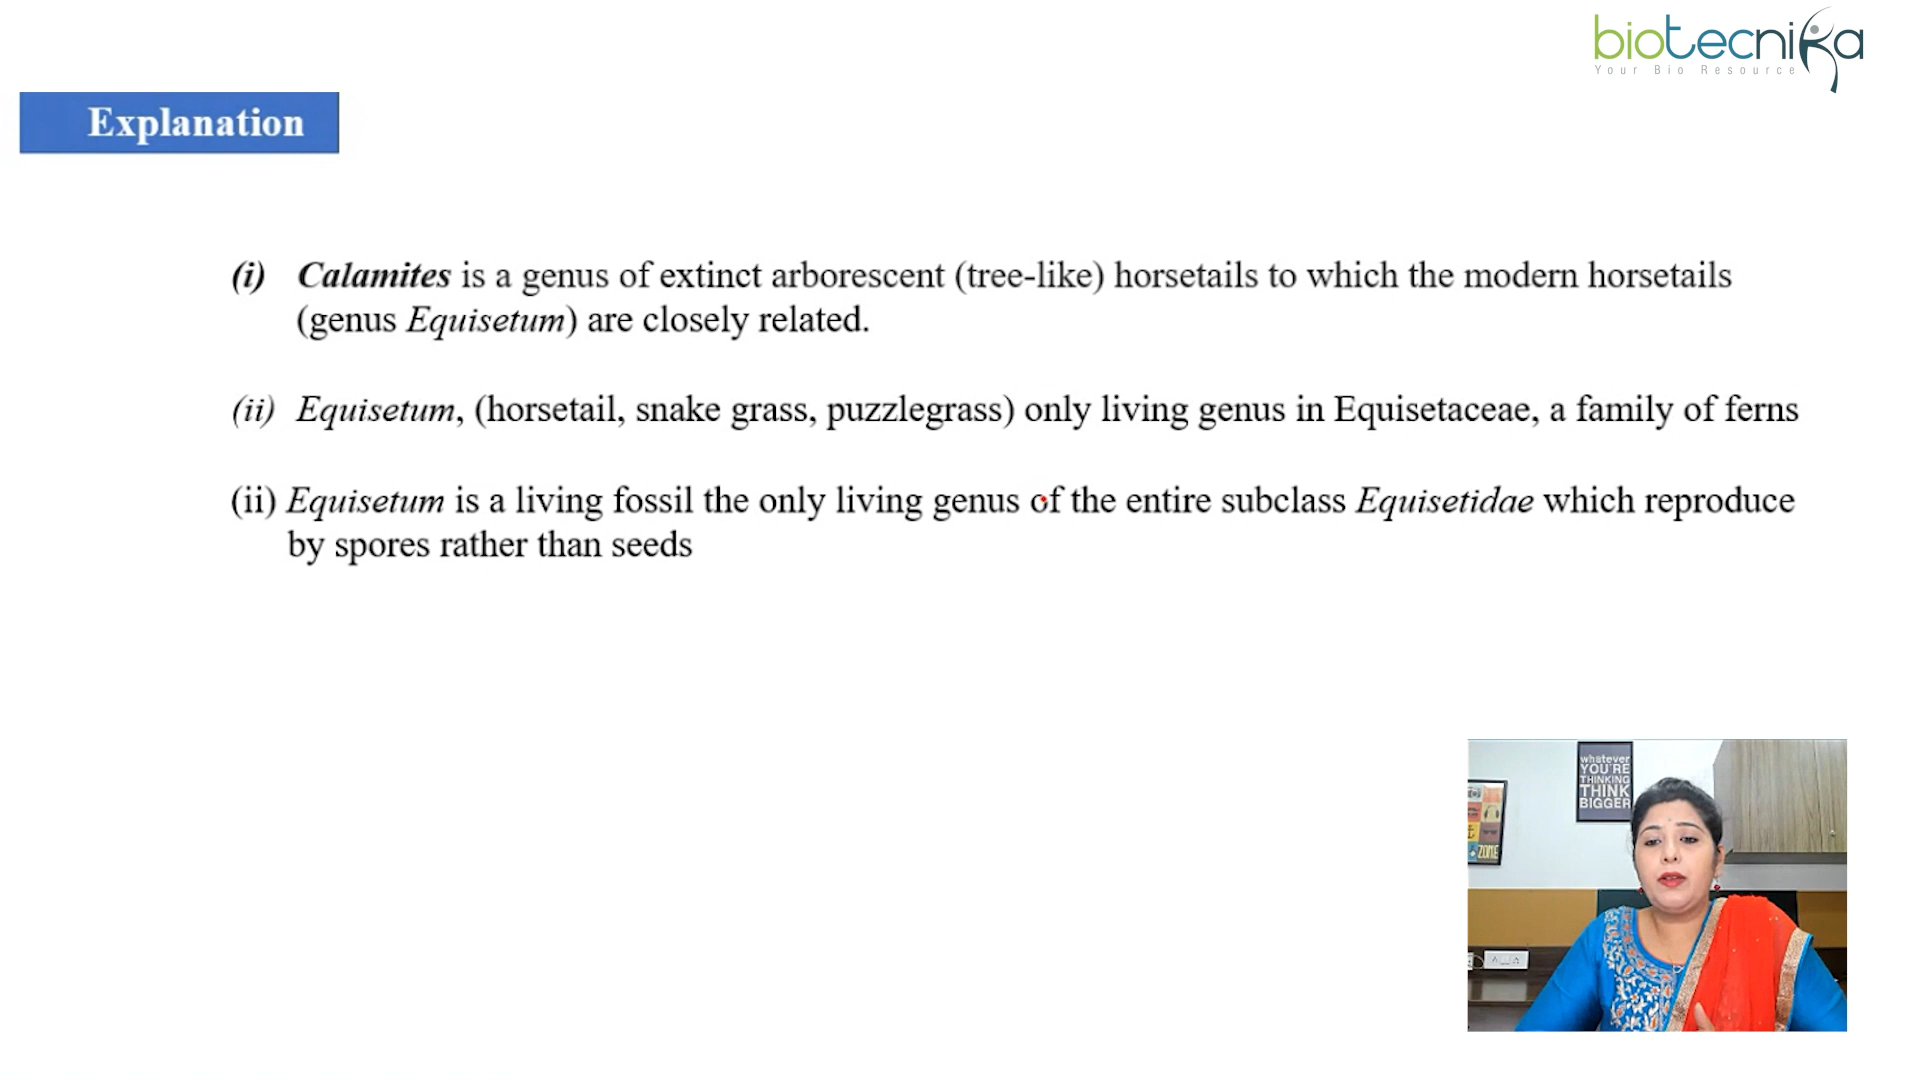 biotecnika
Your Bio Resource
Explanation
(i) Calamites is a genus of extinct arborescent (tree-like) horsetails to which the modern horsetails
(genus Equisetum) are closely related.
(ii) Equisetum, (horsetail, snake grass, puzzlegrass) only living genus in Equisetaceae, a family of ferns
(ii) Equisetum is a living fossil the only living genus of the entire subclass Equisetidae which reproduce
by spores rather than seeds
whatever
YOU'RE
THINKING
THINK
BIGGER
ZONE